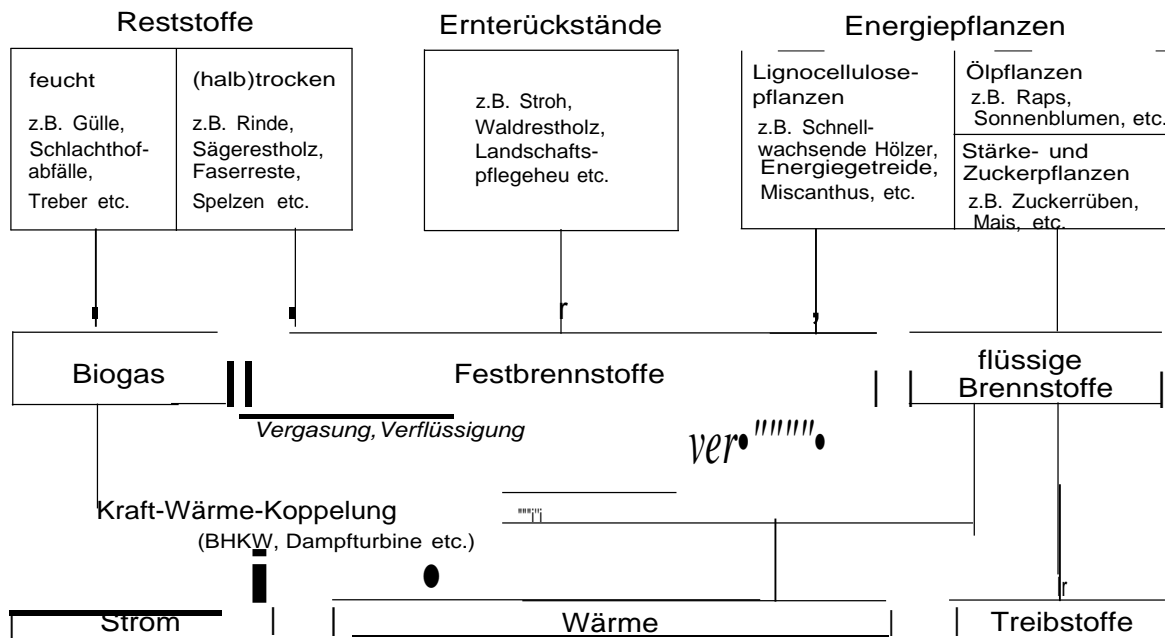 Reststoffe
Ernterückstände
Energiepflanzen
feucht
z.B. Gülle,
Schlachthof-
abfälle,
Treber etc.
(halb)trocken
z.B. Rinde,
Sägerestholz,
Faserreste,
Spelzen etc.
z.B. Stroh,
Waldrestholz,
Landschafts-
pflegeheu etc.
Lignocellulose-
pflanzen
z.B. Schnell-
wachsende Hölzer,
Energiegetreide,
Miscanthus, etc.
Ölpflanzen
z.B. Raps,
Sonnenblumen, etc.
Stärke- und
Zuckerpflanzen
z.B. Zuckerrüben,
Mais, etc.
Biogas
Festbrennstoffe
flüssige
Brennstoffe
Vergasung, Verflüssigung
ver
Kraft-Wärme-Koppelung
(BHKW, Dampfturbine etc.)
Strom
Wärme
Treibstoffe